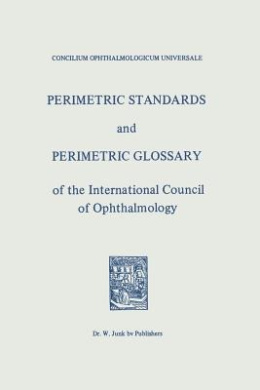 CONCILIUM OPHTHALMOLOGICUM UNIVERSALE
PERIMETRIC STANDARDS
and
PERIMETRIC GLOSSARY
of the International Council
of Ophthalmology
Dr. W. Junk bv Publishers